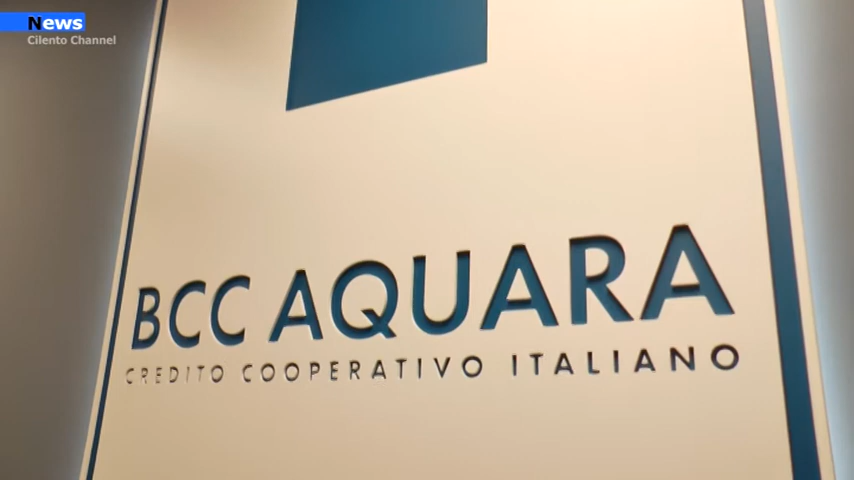 News
Cilento Channel
BCC AQUARA
CREDITO COOPERATIVO ITALIANO